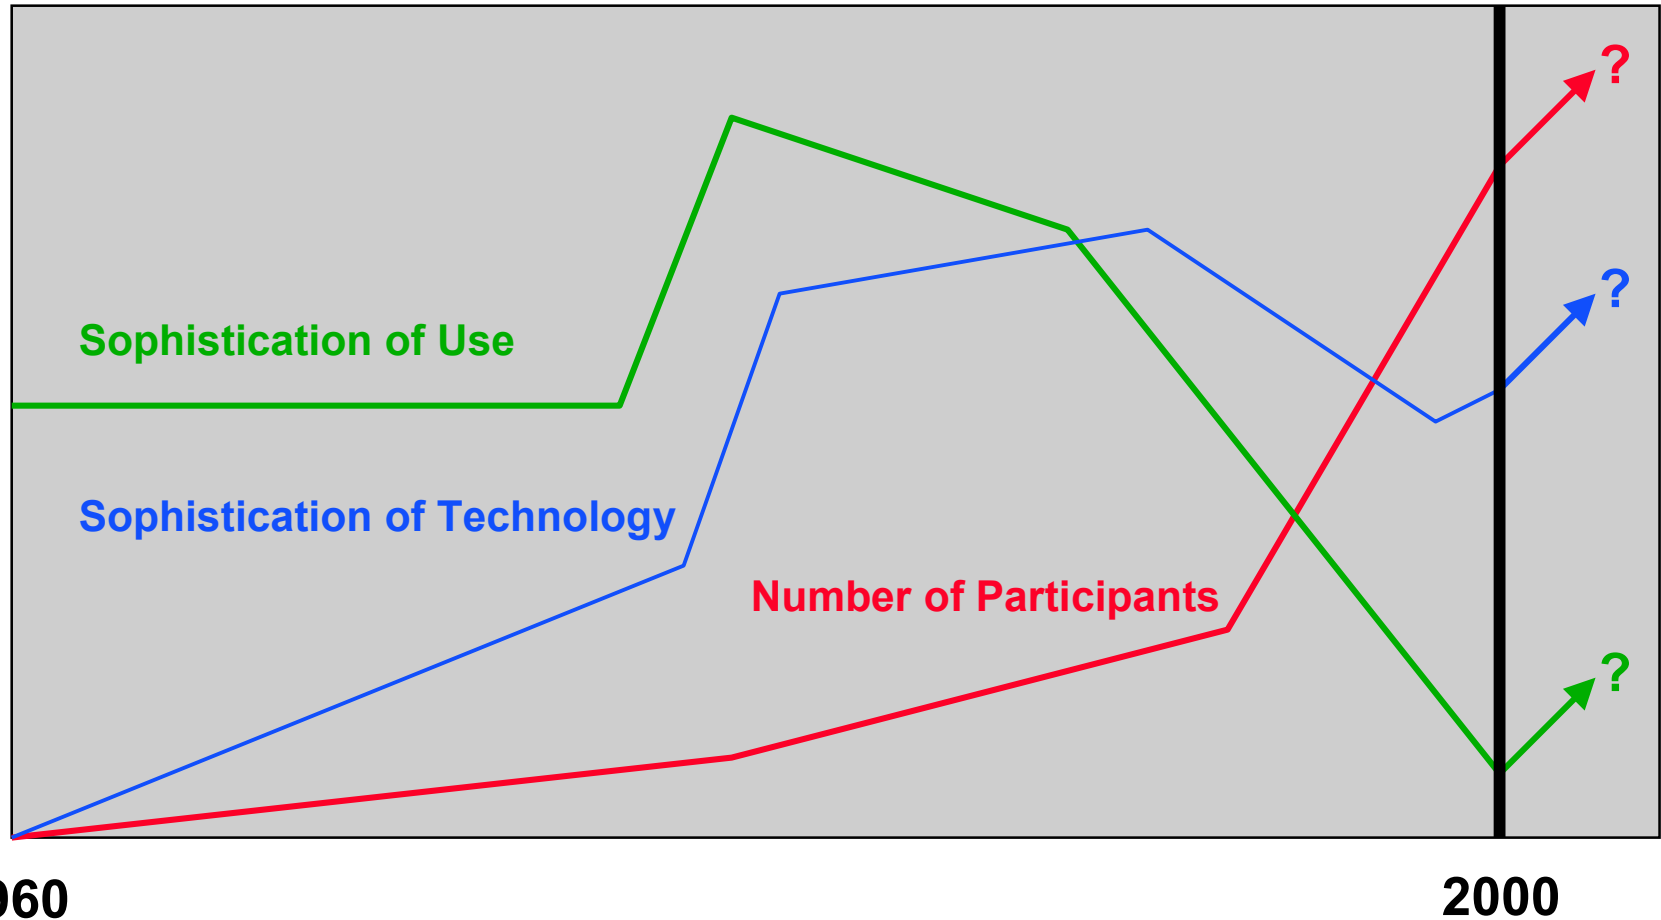 ?
?
Sophistication of Use
Sophistication of Technology
Number of Participants
?
960
2000